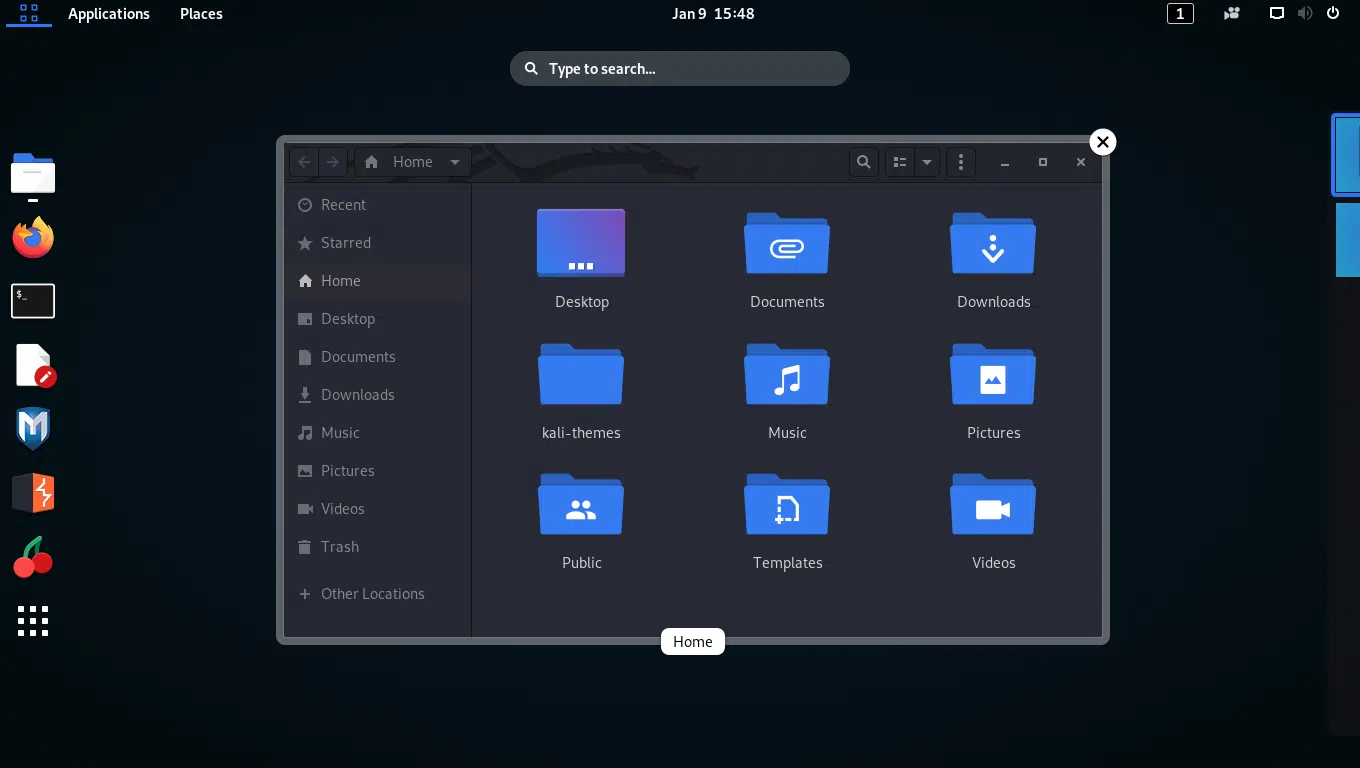 Applications Places Jan 9 15:48 1
Type to search...
Home
Recent
Starred
Home
Desktop
Documents
Downloads
Music
Pictures
Videos
Trash
Other Locations
Desktop Documents Downloads
kali-themes Music Pictures
Public Templates Videos
Home
$_